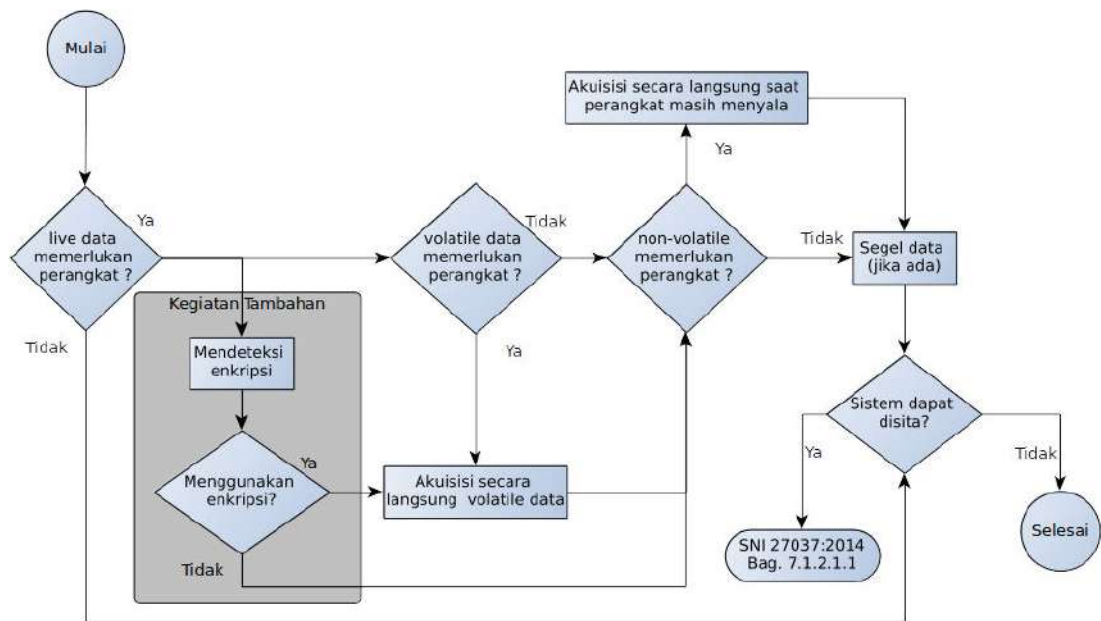 Mulai
Akuisisi secara langsung saat
perangkat masih menyala
Ya
Ya
live data
memerlukan
perangkat ?
volatile data
memerlukan
perangkat ?
Tidak
non-volatile
memerlukan
perangkat ?
Tidak
Segel data
(jika ada)
Kegiatan Tambahan
Tidak
Mendeteksi
enkripsi
Ya
Sistem dapat
disita?
Menggunakan
enkripsi?
Ya
Akuisisi secara
langsung volatile data
Ya
Tidak
Tidak
SNI 27037:2014
Bag. 7.1.2.1.1
Selesai